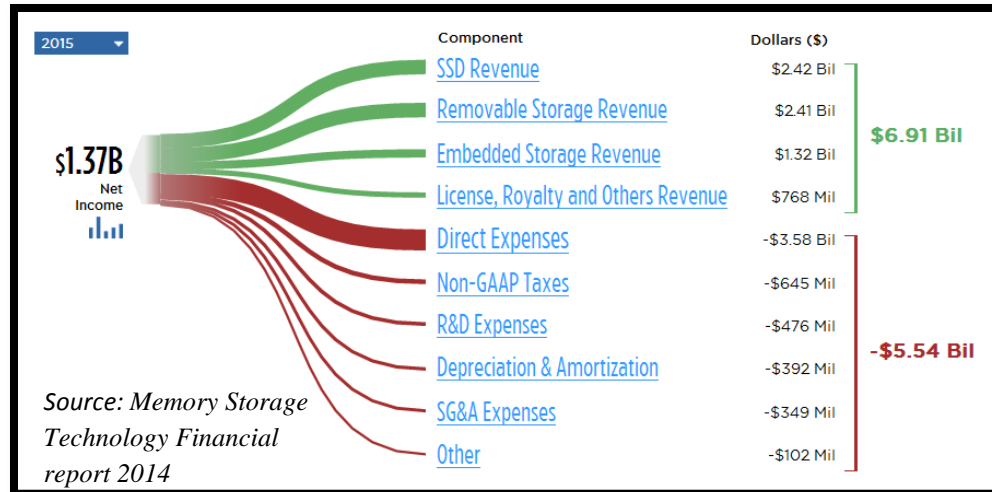 2015
Component Dollars ($)
SSD Revenue $2.42 Bil
Removable Storage Revenue $2.41 Bil
$6.91 Bil
Embedded Storage Revenue $1.32 Bil
$1.37B
Net
Income
License, Royalty and Others Revenue $768 Mil
Direct Expenses -$3.58 Bil
Non-GAAP Taxes -$645 Mil
R&D Expenses -$476 Mil
-$5.54 Bil
Depreciation & Amortization -$392 Mil
SG&A Expenses -$349 Mil
Other -$102 Mil
Source: Memory Storage
Technology Financial
report 2014